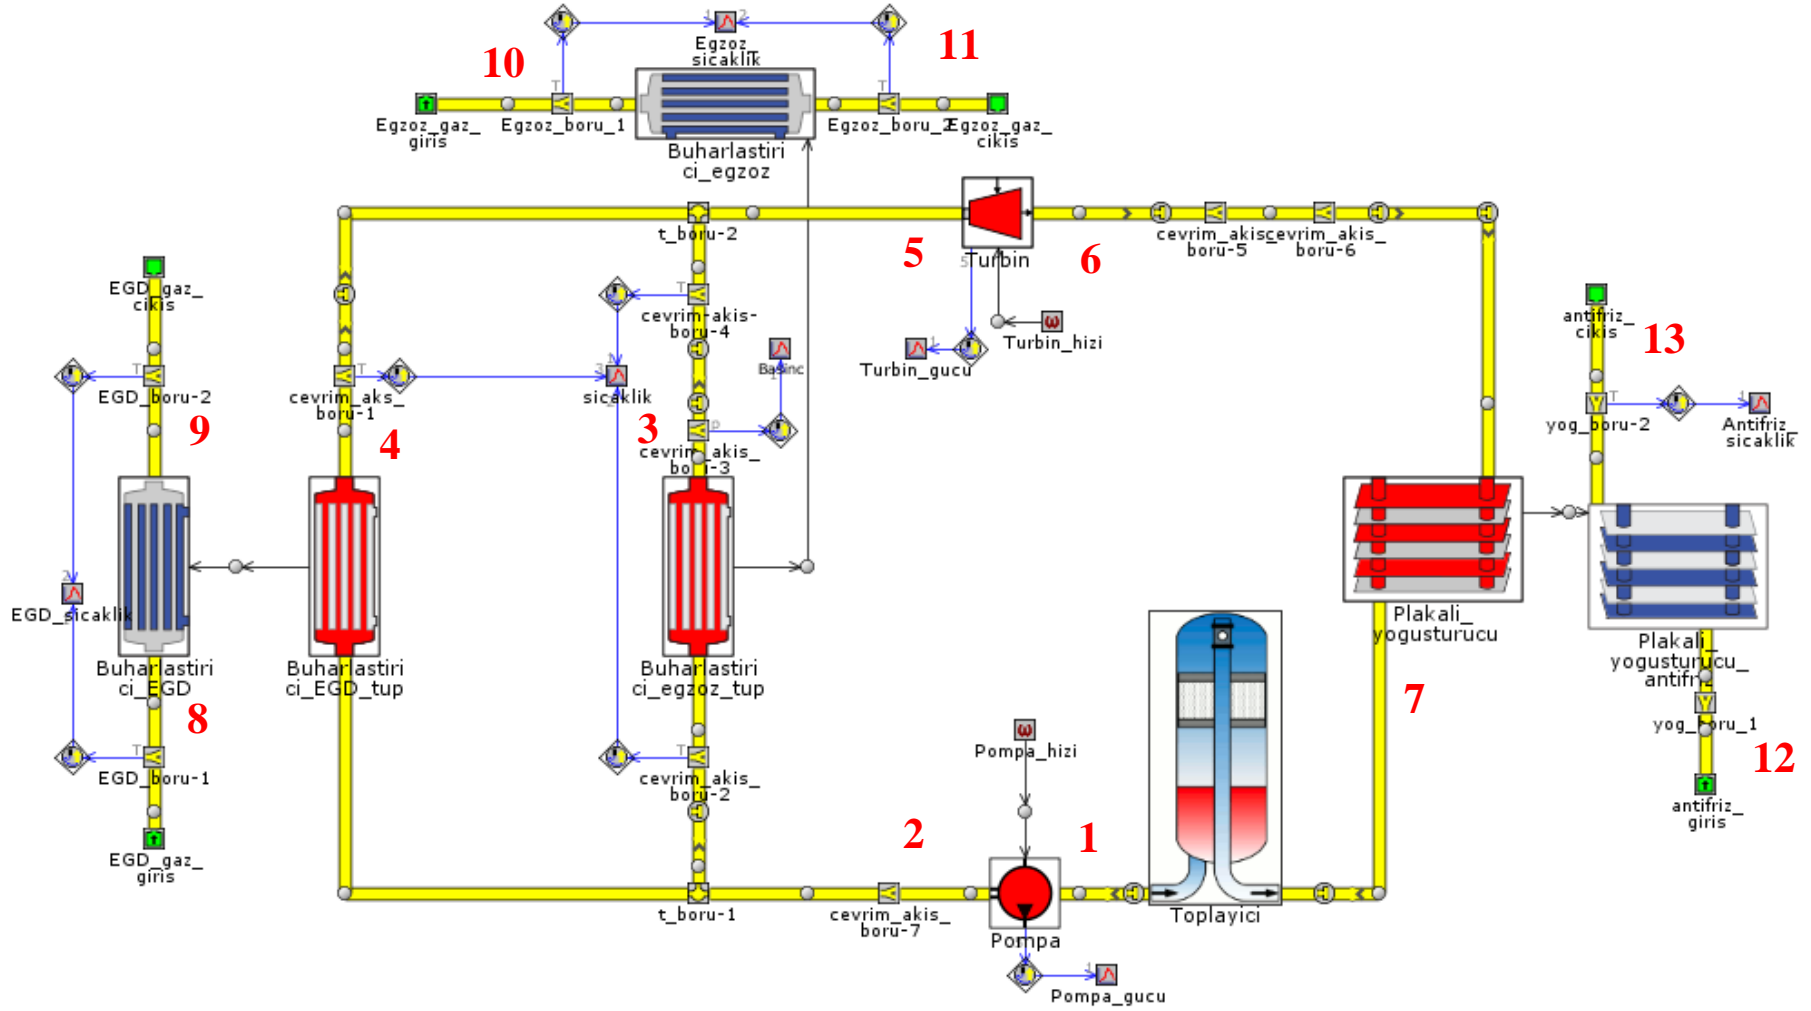 10
11
Egzoz_
sicaklik
Egzoz_gaz_
giris
Egzoz_boru_1
Egzoz_boru_2
Egzoz_gaz_
cikis
Buharlastiri
ci_egzoz
t_boru-2
5
Turbin
6
cevrim_akis_
boru-5
cevrim_akis_
boru-6
EGD_gaz_
cikis
cevrim-akis-
boru-4
Turbin_hizi
Turbin_gucu
antifriz_
cikis
13
Basinc
EGD_boru-2
cevrim_aks_
boru-1
sicaklik
9
4
3
cevrim_akis_
boru-3
yog_boru-2
Antifriz_
sicaklik
EGD_sicaklik
Buharlastiri
ci_EGD
Buharlastiri
ci_EGD_tup
Buharlastiri
ci_egzoz_tup
Plakali_
yogusturucu
Plakali_
yogusturucu_
antifriz
8
7
yog_boru_1
12
EGD_boru-1
cevrim_akis_
boru-2
Pompa_hizi
antifriz_
giris
EGD_gaz_
giris
2
1
t_boru-1
cevrim_akis_
boru-7
Pompa
Toplayici
Pompa_gucu